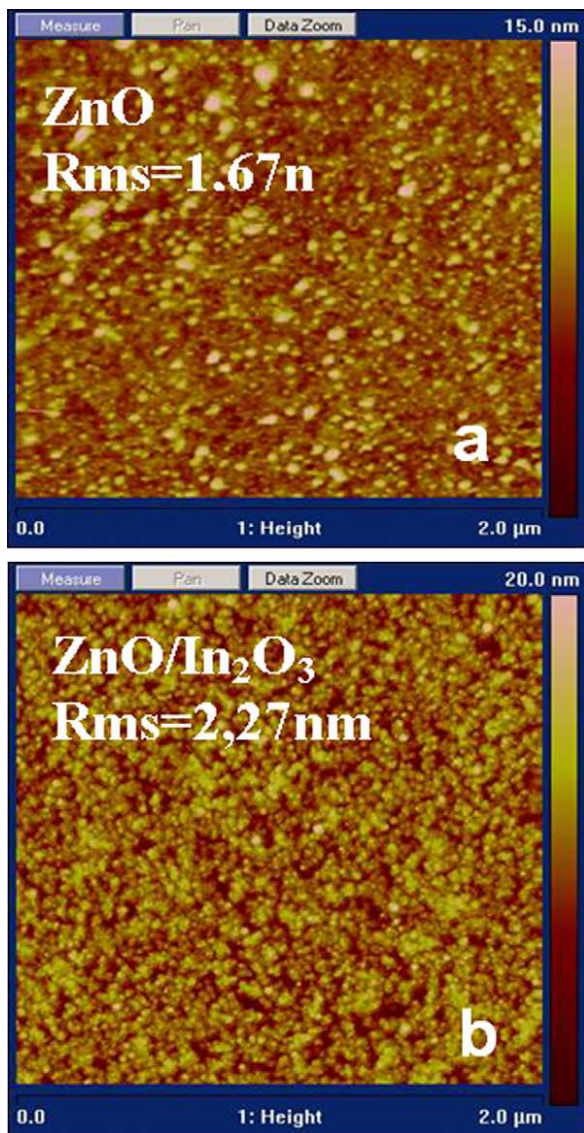 Measure Pan Data Zoom 15.0 nm
ZnO
Rms=1.67n
a
0.0 1: Height 2.0 µm
Measure Pan Data Zoom 20.0 nm
ZnO/In₂O₃
Rms=2,27nm
b
0.0 1: Height 2.0 µm